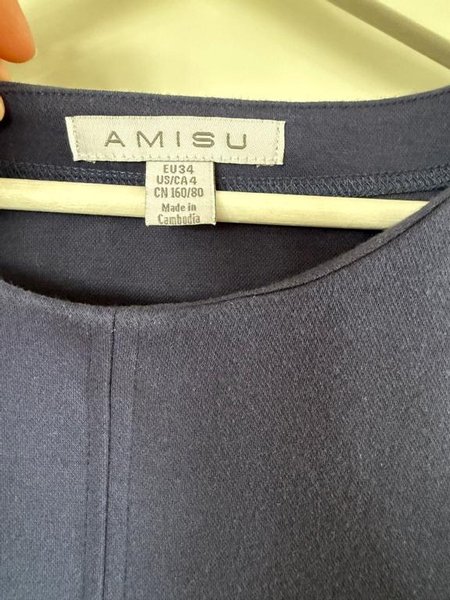 AMISU
EU34
US/CA4
CN 160/80
Made in
Cambodia